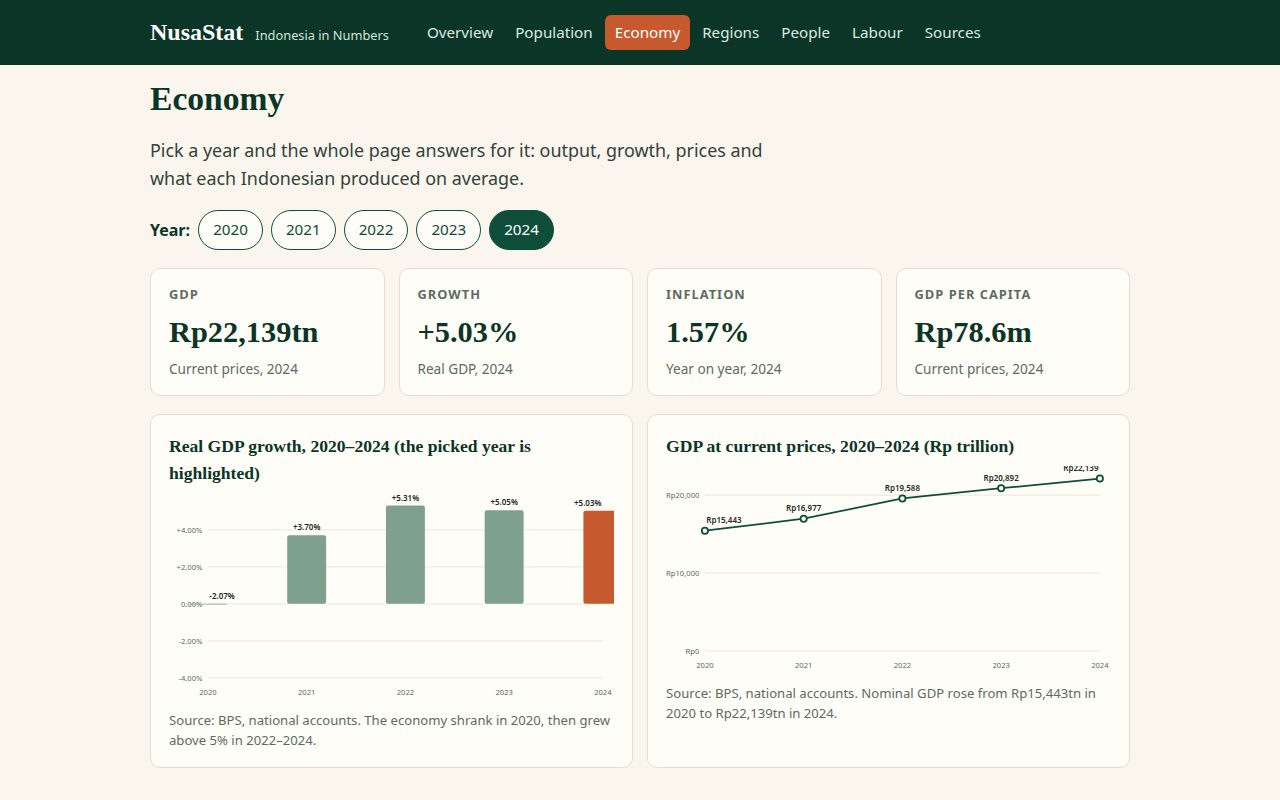 NusaStat Indonesia in Numbers Overview Population Economy Regions People Labour Sources
Economy
Pick a year and the whole page answers for it: output, growth, prices and
what each Indonesian produced on average.
Year: 2020 2021 2022 2023 2024
GDP
Rp22,139tn
Current prices, 2024
GROWTH
+5.03%
Real GDP, 2024
INFLATION
1.57%
Year on year, 2024
GDP PER CAPITA
Rp78.6m
Current prices, 2024
Real GDP growth, 2020–2024 (the picked year is
highlighted)
+5.31%
+5.05%
+5.03%
+3.70%
-2.07%
+4.00%
+2.00%
0.00%
-2.00%
-4.00%
2020 2021 2022 2023 2024
Source: BPS, national accounts. The economy shrank in 2020, then grew
above 5% in 2022–2024.
GDP at current prices, 2020–2024 (Rp trillion)
Rp22,139
Rp20,892
Rp19,588
Rp16,977
Rp15,443
Rp20,000
Rp10,000
Rp0
2020 2021 2022 2023 2024
Source: BPS, national accounts. Nominal GDP rose from Rp15,443tn in
2020 to Rp22,139tn in 2024.